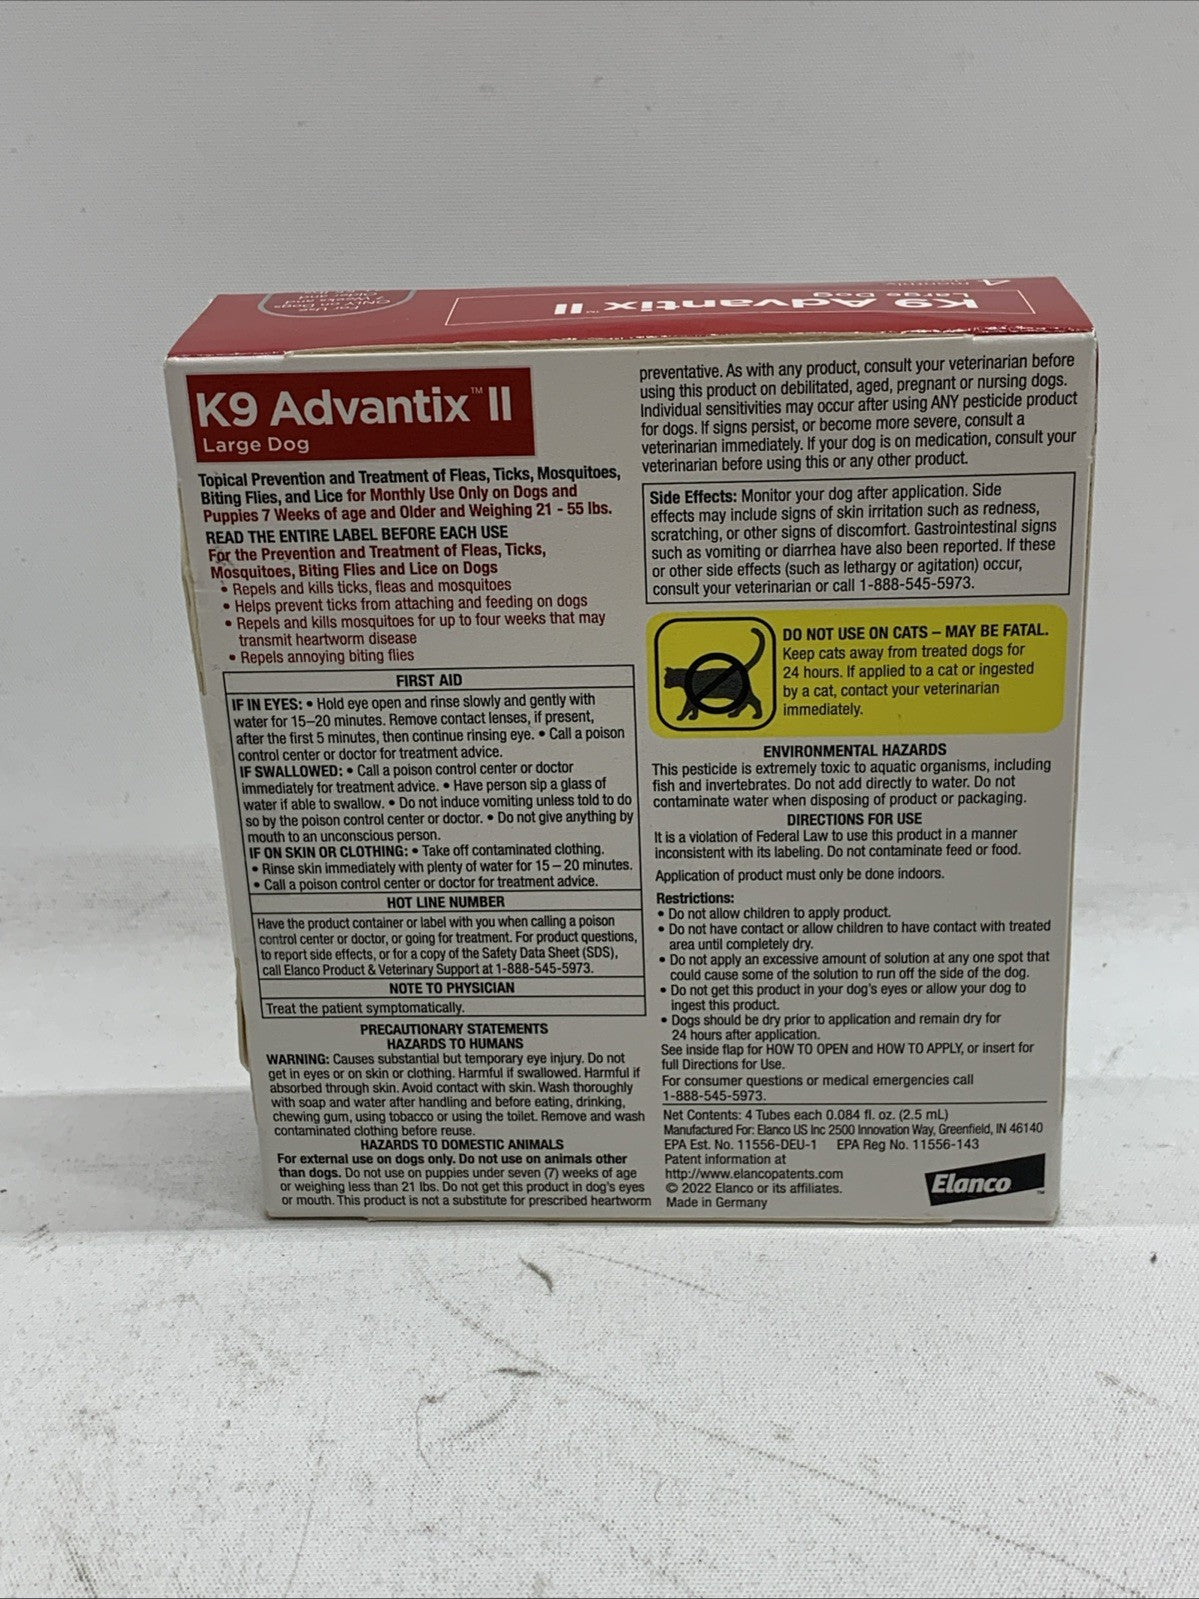 K9 Advantix™ II
Large Dog
4
For Use
ONLY on Dogs
7 Weeks and
Older and
K9 Advantix™ II
Large Dog
Topical Prevention and Treatment of Fleas, Ticks, Mosquitoes,
Biting Flies, and Lice for Monthly Use Only on Dogs and
Puppies 7 Weeks of age and Older and Weighing 21 - 55 lbs.
READ THE ENTIRE LABEL BEFORE EACH USE
For the Prevention and Treatment of Fleas, Ticks,
Mosquitoes, Biting Flies and Lice on Dogs
• Repels and kills ticks, fleas and mosquitoes
• Helps prevent ticks from attaching and feeding on dogs
• Repels and kills mosquitoes for up to four weeks that may
transmit heartworm disease
• Repels annoying biting flies
FIRST AID
IF IN EYES: • Hold eye open and rinse slowly and gently with
water for 15–20 minutes. Remove contact lenses, if present,
after the first 5 minutes, then continue rinsing eye. • Call a poison
control center or doctor for treatment advice.
IF SWALLOWED: • Call a poison control center or doctor
immediately for treatment advice. • Have person sip a glass of
water if able to swallow. • Do not induce vomiting unless told to do
so by the poison control center or doctor. • Do not give anything by
mouth to an unconscious person.
IF ON SKIN OR CLOTHING: • Take off contaminated clothing.
• Rinse skin immediately with plenty of water for 15 – 20 minutes.
• Call a poison control center or doctor for treatment advice.
HOT LINE NUMBER
Have the product container or label with you when calling a poison
control center or doctor, or going for treatment. For product questions,
to report side effects, or for a copy of the Safety Data Sheet (SDS),
call Elanco Product & Veterinary Support at 1-888-545-5973.
NOTE TO PHYSICIAN
Treat the patient symptomatically.
PRECAUTIONARY STATEMENTS
HAZARDS TO HUMANS
WARNING: Causes substantial but temporary eye injury. Do not
get in eyes or on skin or clothing. Harmful if swallowed. Harmful if
absorbed through skin. Avoid contact with skin. Wash thoroughly
with soap and water after handling and before eating, drinking,
chewing gum, using tobacco or using the toilet. Remove and wash
contaminated clothing before reuse.
HAZARDS TO DOMESTIC ANIMALS
For external use on dogs only. Do not use on animals other
than dogs. Do not use on puppies under seven (7) weeks of age
or weighing less than 21 lbs. Do not get this product in dog's eyes
or mouth. This product is not a substitute for prescribed heartworm
preventative. As with any product, consult your veterinarian before
using this product on debilitated, aged, pregnant or nursing dogs.
Individual sensitivities may occur after using ANY pesticide product
for dogs. If signs persist, or become more severe, consult a
veterinarian immediately. If your dog is on medication, consult your
veterinarian before using this or any other product.
Side Effects: Monitor your dog after application. Side
effects may include signs of skin irritation such as redness,
scratching, or other signs of discomfort. Gastrointestinal signs
such as vomiting or diarrhea have also been reported. If these
or other side effects (such as lethargy or agitation) occur,
consult your veterinarian or call 1-888-545-5973.
DO NOT USE ON CATS – MAY BE FATAL.
Keep cats away from treated dogs for
24 hours. If applied to a cat or ingested
by a cat, contact your veterinarian
immediately.
ENVIRONMENTAL HAZARDS
This pesticide is extremely toxic to aquatic organisms, including
fish and invertebrates. Do not add directly to water. Do not
contaminate water when disposing of product or packaging.
DIRECTIONS FOR USE
It is a violation of Federal Law to use this product in a manner
inconsistent with its labeling. Do not contaminate feed or food.
Application of product must only be done indoors.
Restrictions:
• Do not allow children to apply product.
• Do not have contact or allow children to have contact with treated
area until completely dry.
• Do not apply an excessive amount of solution at any one spot that
could cause some of the solution to run off the side of the dog.
• Do not get this product in your dog's eyes or allow your dog to
ingest this product.
• Dogs should be dry prior to application and remain dry for
24 hours after application.
See inside flap for HOW TO OPEN and HOW TO APPLY, or insert for
full Directions for Use.
For consumer questions or medical emergencies call
1-888-545-5973.
Net Contents: 4 Tubes each 0.084 fl. oz. (2.5 mL)
Manufactured For: Elanco US Inc 2500 Innovation Way, Greenfield, IN 46140
EPA Est. No. 11556-DEU-1 EPA Reg No. 11556-143
Patent information at
http://www.elancopatents.com
© 2022 Elanco or its affiliates.
Made in Germany
Elanco™